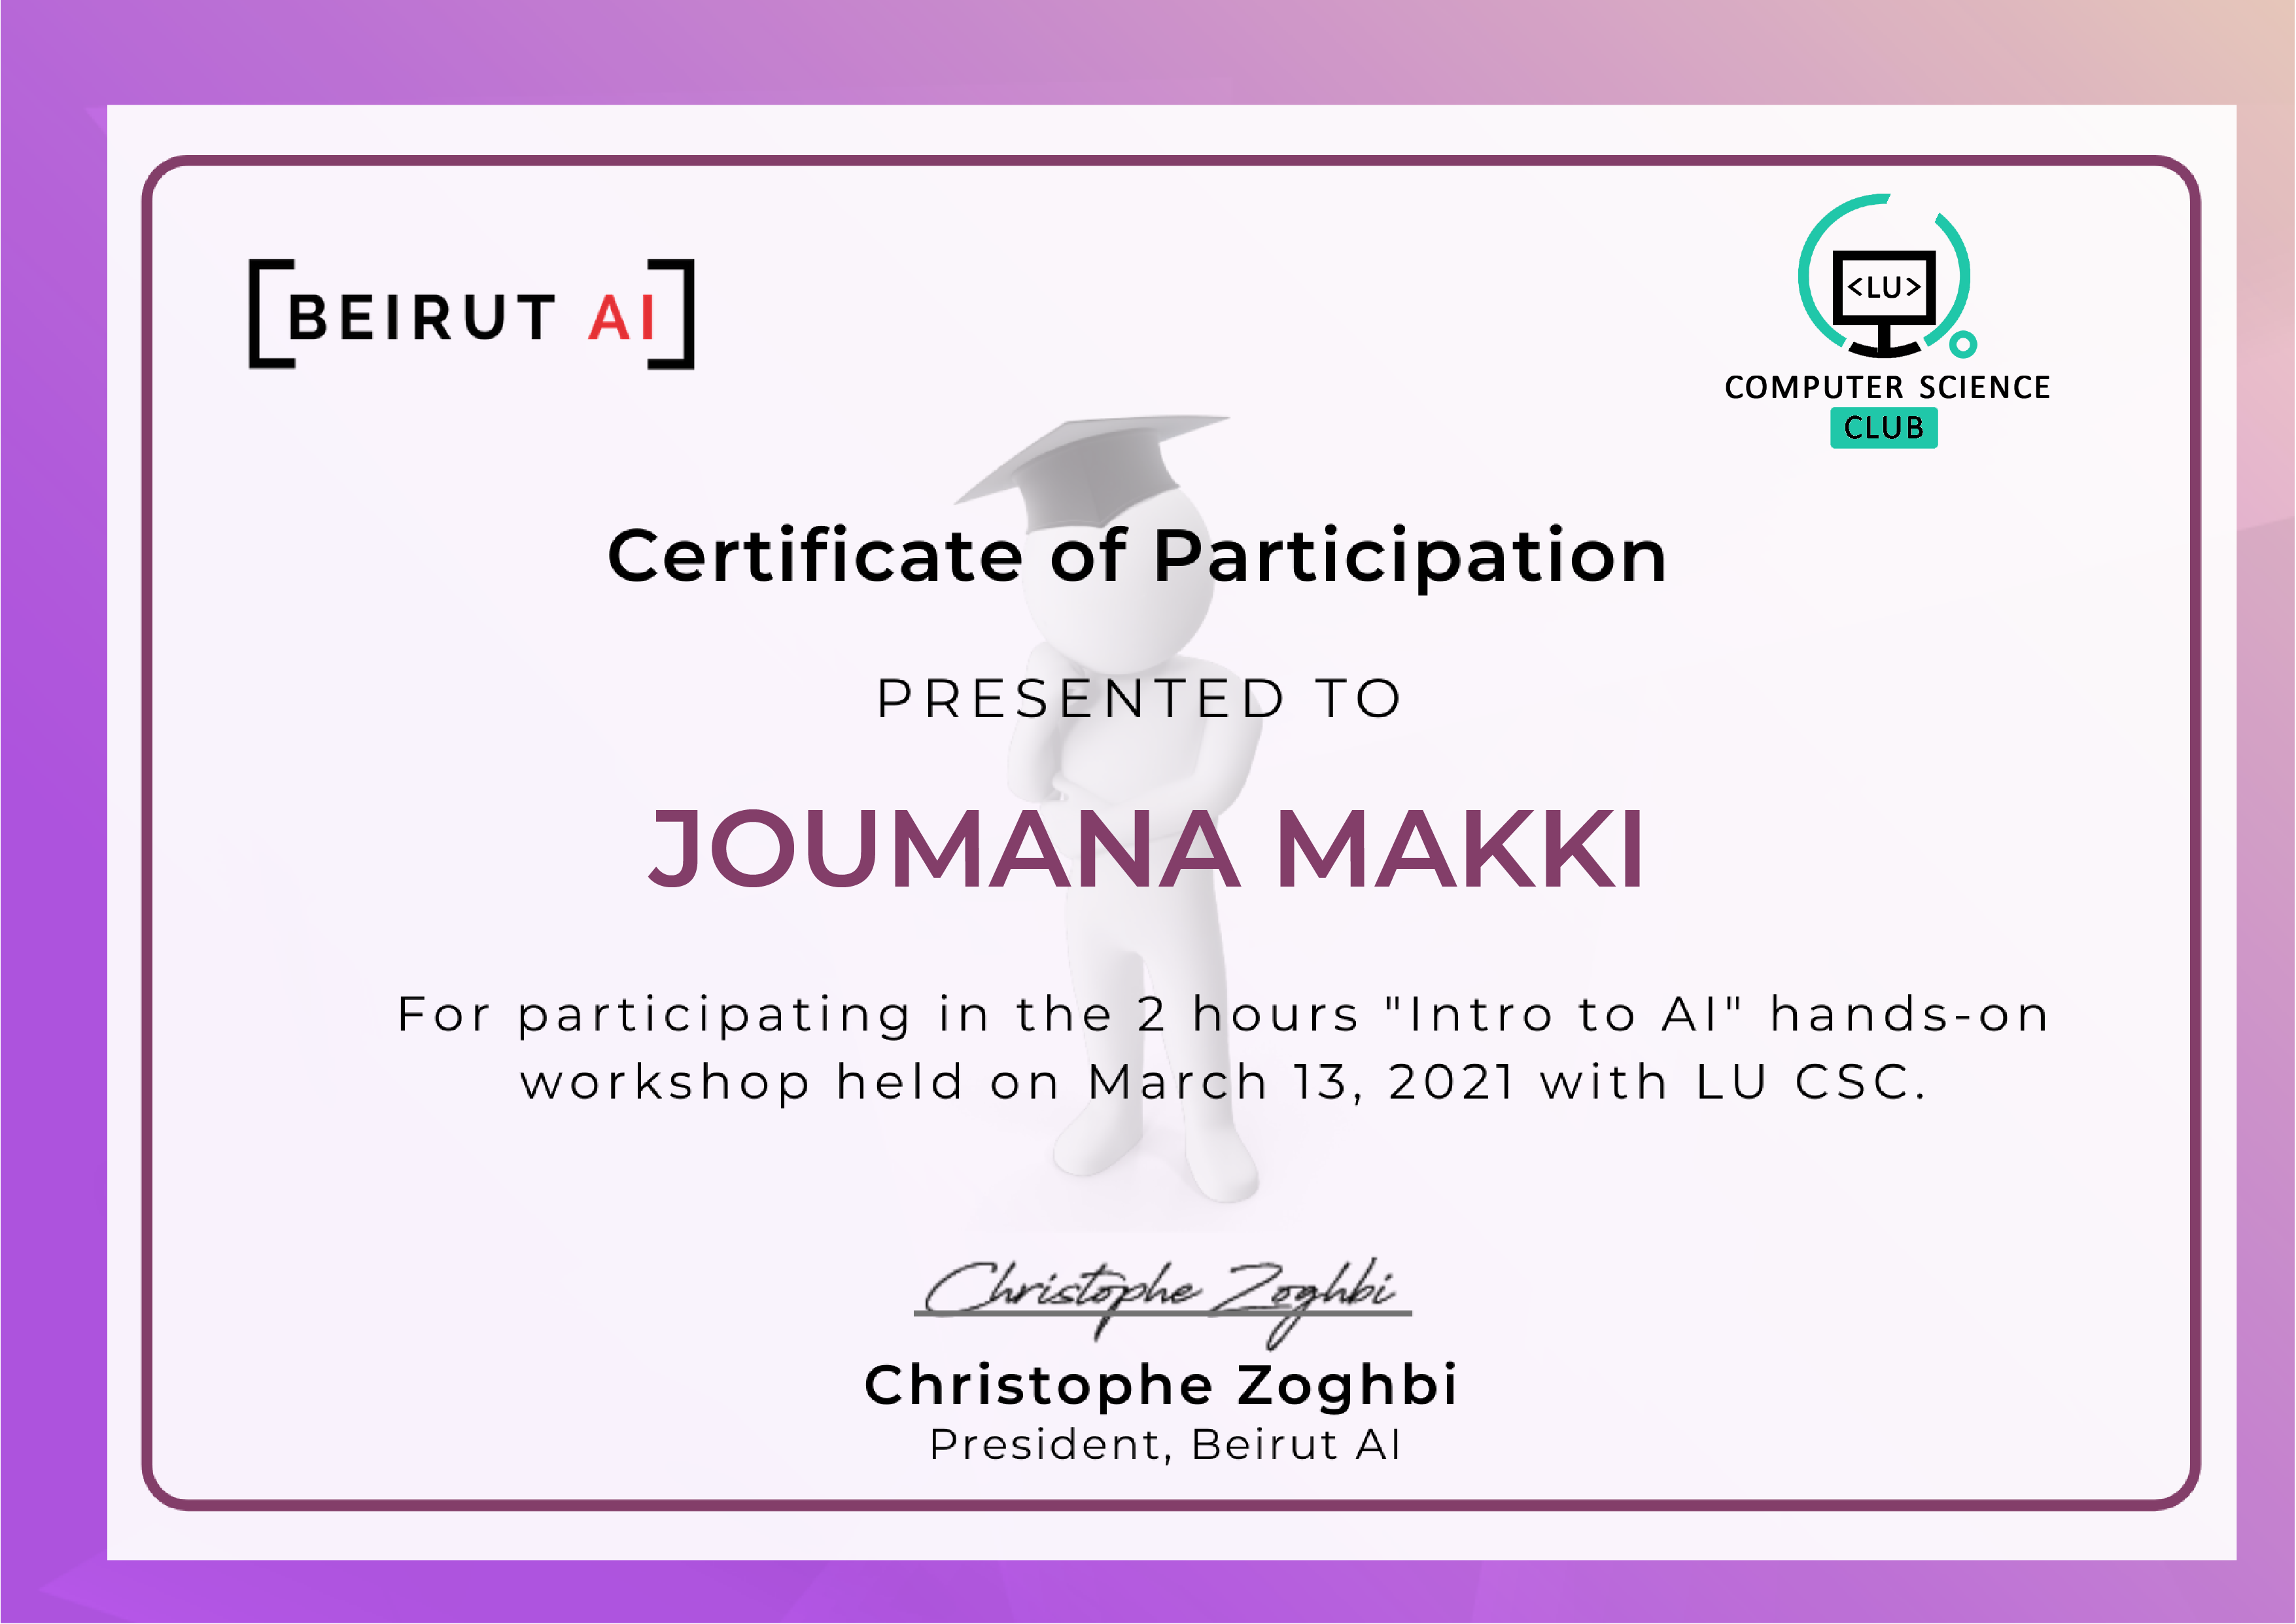 BEIRUT AI
<LU>
COMPUTER SCIENCE
CLUB
Certificate of Participation
PRESENTED TO
JOUMANA MAKKI
For participating in the 2 hours "Intro to AI" hands-on
workshop held on March 13, 2021 with LU CSC.
Christophe Zoghbi
Christophe Zoghbi
President, Beirut AI